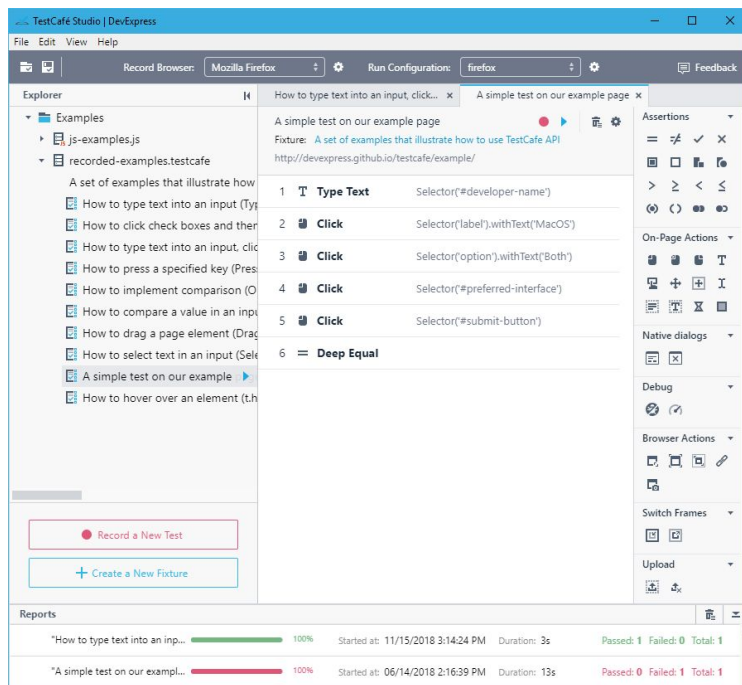 TestCafé Studio | DevExpress
File Edit View Help
Record Browser: Mozilla Firefox Run Configuration: firefox Feedback
Explorer
Examples
js-examples.js
recorded-examples.testcafe
A set of examples that illustrate how
How to type text into an input (Typ
How to click check boxes and ther
How to type text into an input, clic
How to press a specified key (Press
How to implement comparison (O
How to compare a value in an inpu
How to drag a page element (Drag
How to select text in an input (Sele
A simple test on our example
How to hover over an element (t.h
Record a New Test
Create a New Fixture
How to type text into an input, click... × A simple test on our example page ×
A simple test on our example page
Fixture: A set of examples that illustrate how to use TestCafe API
http://devexpress.github.io/testcafe/example/
1 T Type Text Selector('#developer-name')
2 Click Selector('label').withText('MacOS')
3 Click Selector('option').withText('Both')
4 Click Selector('#preferred-interface')
5 Click Selector('#submit-button')
6 = Deep Equal
Assertions
On-Page Actions
Native dialogs
Debug
Browser Actions
Switch Frames
Upload
Reports
"How to type text into an inp... 100% Started at: 11/15/2018 3:14:24 PM Duration: 3s Passed: 1 Failed: 0 Total: 1
"A simple test on our exampl... 100% Started at: 06/14/2018 2:16:39 PM Duration: 13s Passed: 0 Failed: 1 Total: 1